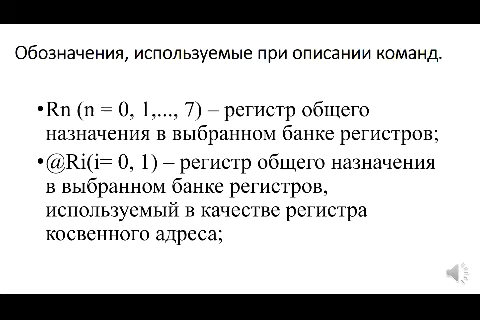 Обозначения, используемые при описании команд.
•Rn (n = 0, 1,..., 7) – регистр общего
назначения в выбранном банке регистров;
•@Ri(i= 0, 1) – регистр общего назначения
в выбранном банке регистров,
используемый в качестве регистра
косвенного адреса;